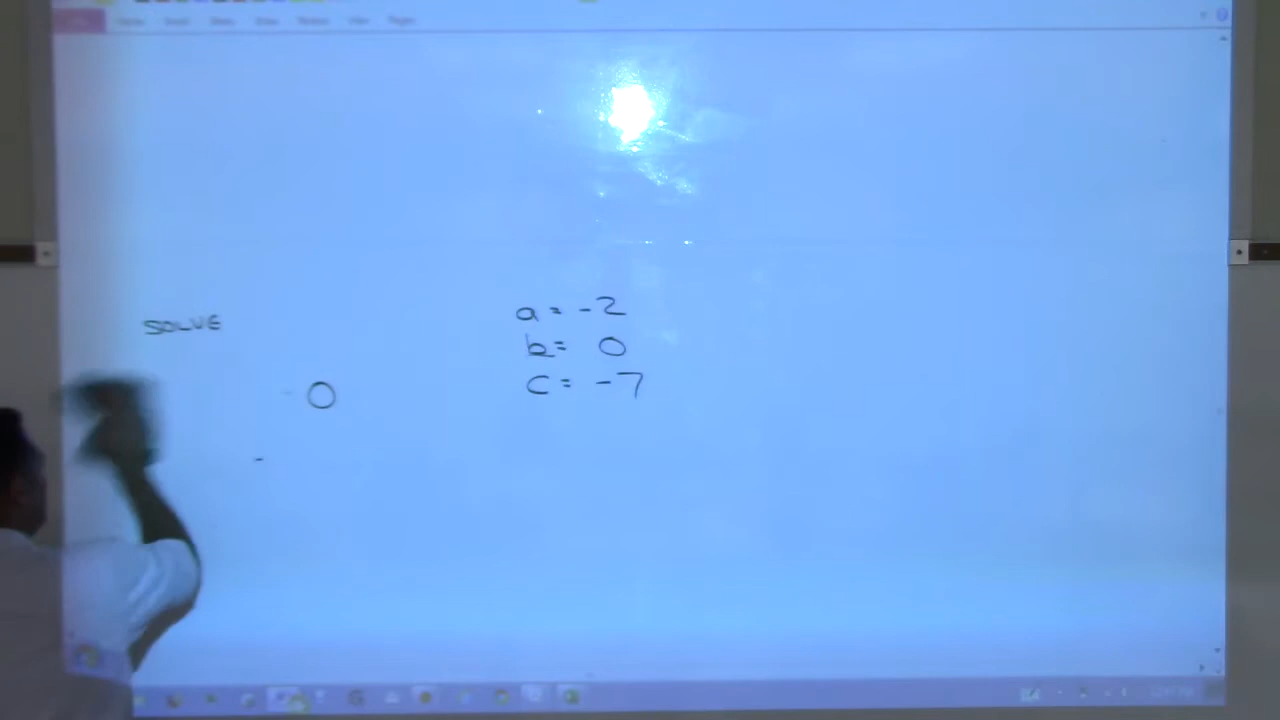 SOLVE
a = -2
b = 0
c = -7
0
-